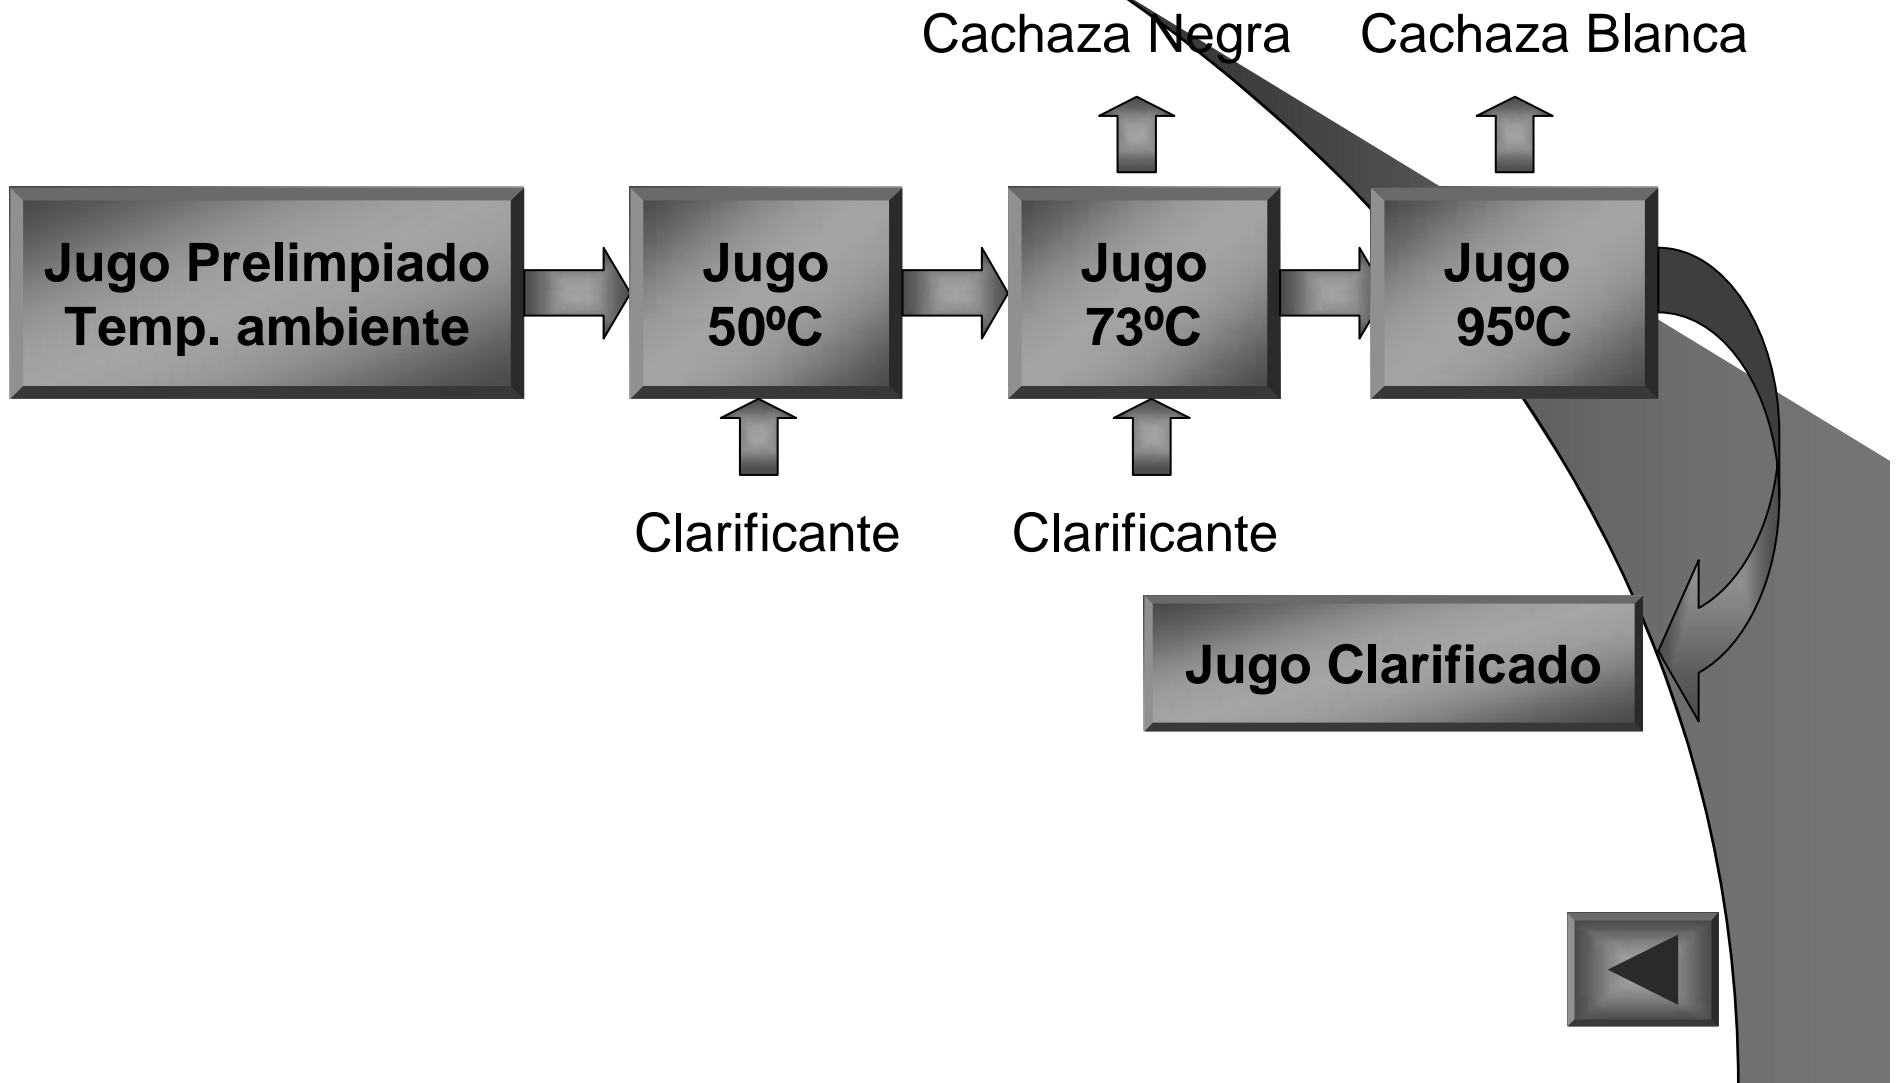 Cachaza Negra
Cachaza Blanca
Jugo Prelimpiado
Temp. ambiente
Jugo
50ºC
Jugo
73ºC
Jugo
95ºC
Clarificante
Clarificante
Jugo Clarificado